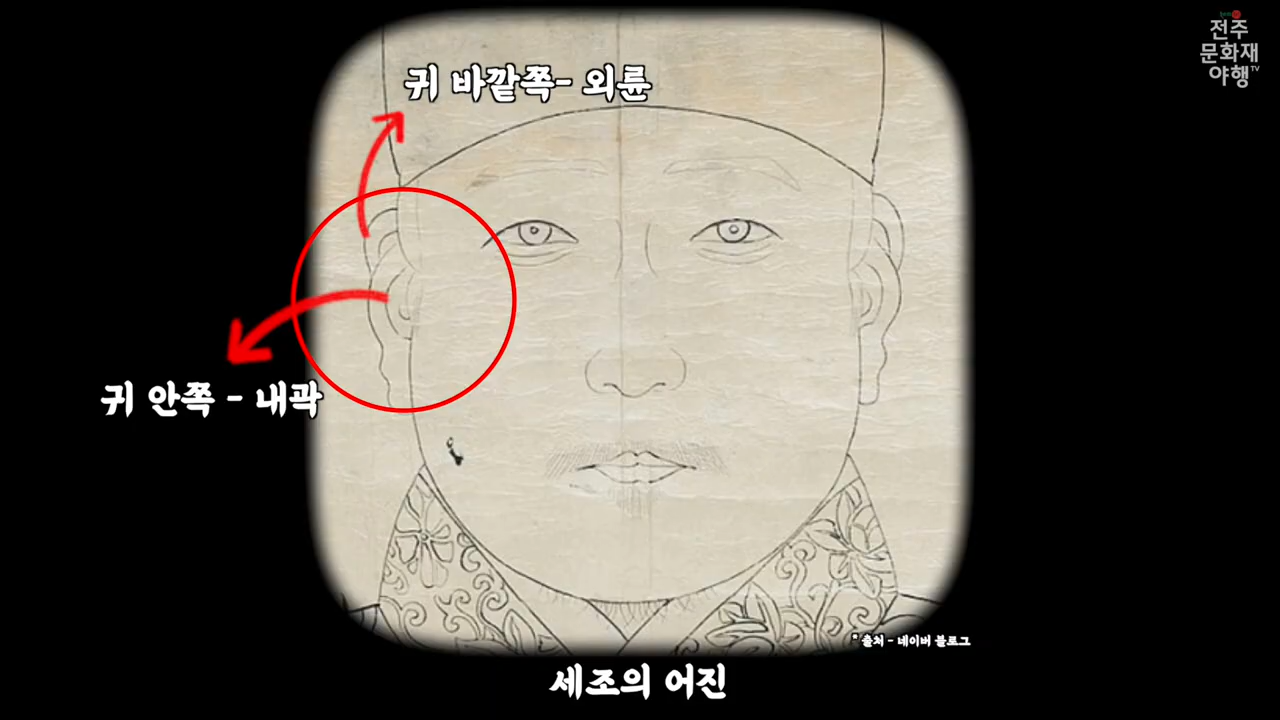 전주
문화재
야행TV
귀 바깥쪽- 외륜
귀 안쪽 - 내곽
* 출처 - 네이버 블로그
세조의 어진